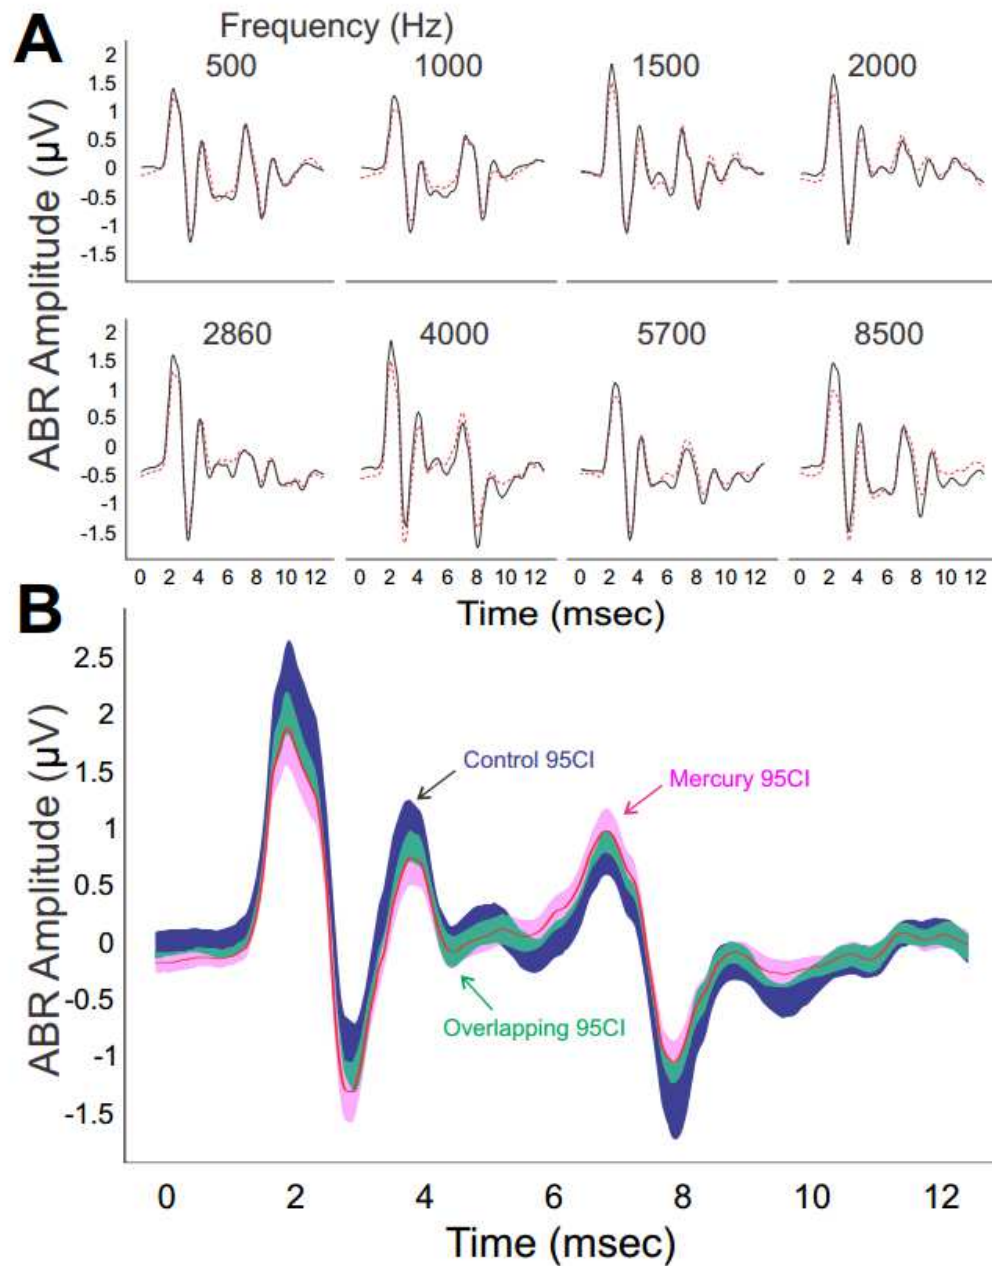 A
Frequency (Hz)
500 1000 1500 2000
ABR Amplitude (μV)
2
1.5
1
0.5
0
-0.5
-1
-1.5
2860 4000 5700 8500
ABR Amplitude (μV)
2
1.5
1
0.5
0
-0.5
-1
-1.5
0 2 4 6 8 10 12 0 2 4 6 8 10 12 0 2 4 6 8 10 12 0 2 4 6 8 10 12
Time (msec)
B
ABR Amplitude (μV)
2.5
2
1.5
1
0.5
0
-0.5
-1
-1.5
Control 95CI
Mercury 95CI
Overlapping 95CI
0 2 4 6 8 10 12
Time (msec)